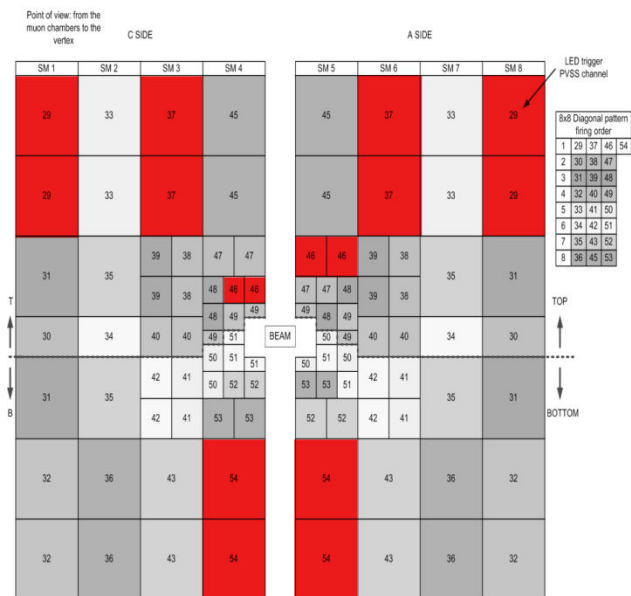 Point of view: from the
muon chambers to the
vertex
C SIDE
A SIDE
SM 1 SM 2 SM 3 SM 4
SM 5 SM 6 SM 7 SM 8
LED trigger
PVSS channel
29 33 37 45 45 37 33 29
29 33 37 45 45 37 33 29
8x8 Diagonal pattern
firing order
1 29 37 46 54
2 30 38 47
3 31 39 48
4 32 40 49
5 33 41 50
6 34 42 51
7 35 43 52
8 36 45 53
39 38 47 47 46 46 39 38
31 35 35 31
39 38 48 46 46 47 47 48 39 38
T TOP
48 49 49 49 48 49
30 34 40 40 49 51 BEAM 50 49 40 40 34 30
50 51 51 50 50 50
42 41 42 41
31 35 50 52 52 53 53 51 35 31
B BOTTOM
42 41 53 53 52 52 42 41
32 36 43 54 54 43 36 32
32 36 43 54 54 43 36 32